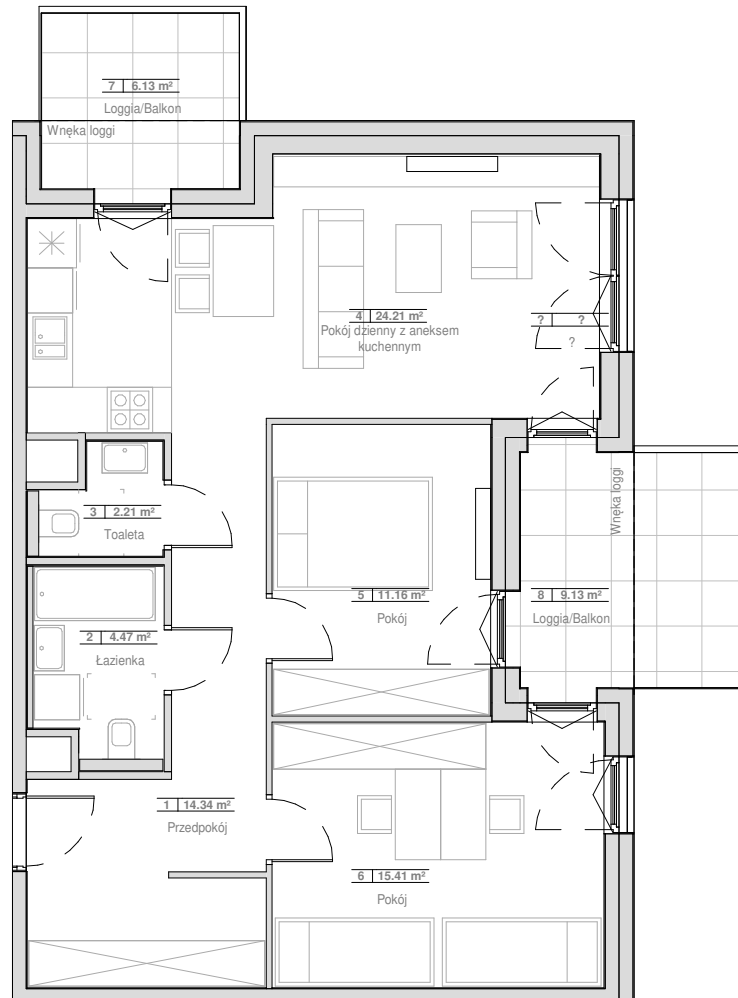 7 6.13 m²
Loggia/Balkon
Wnęka loggi
4 24.21 m²
Pokój dzienny z aneksem
kuchennym
? ?
?
Wnęka loggi
3 2.21 m²
Toaleta
5 11.16 m²
Pokój
8 9.13 m²
Loggia/Balkon
2 4.47 m²
Łazienka
1 14.34 m²
Przedpokój
6 15.41 m²
Pokój